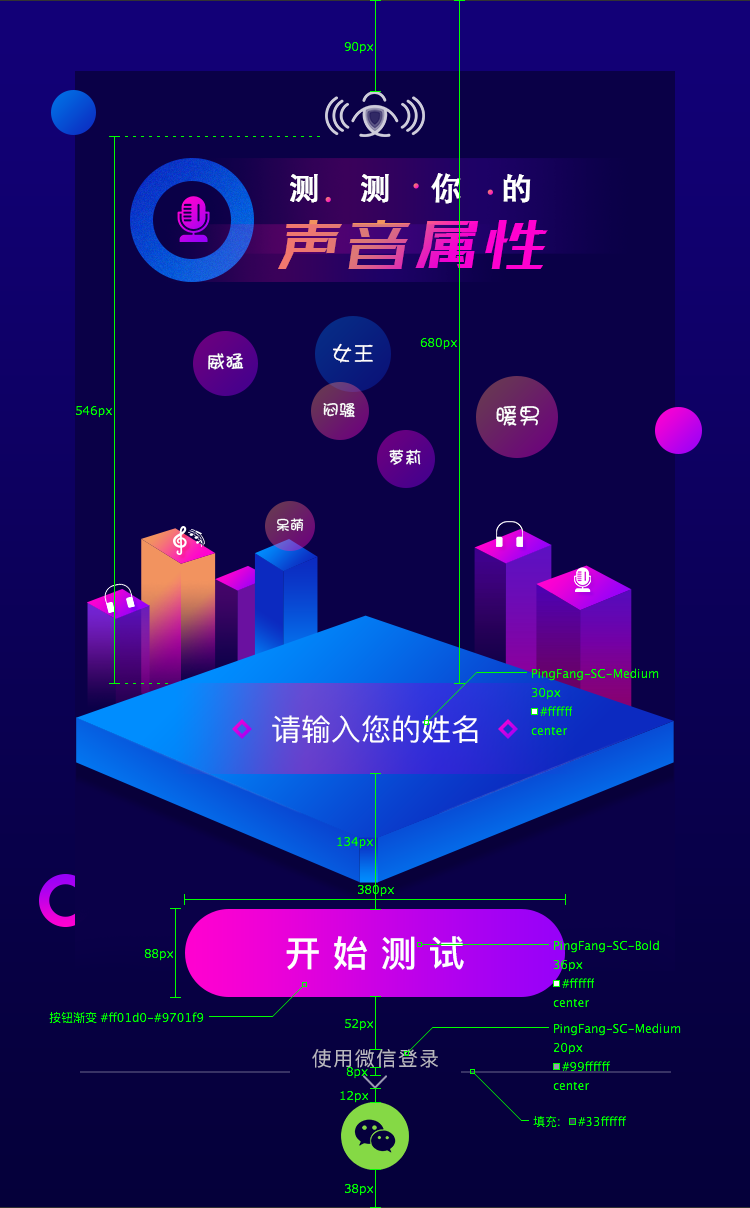 90px
测 测 你 的
声音属性
680px
威猛
女王
闷骚
暖男
546px
萝莉
呆萌
PingFang-SC-Medium
30px
#ffffff
center
请输入您的姓名
134px
380px
88px
开始测试
PingFang-SC-Bold
36px
#ffffff
center
按钮渐变 #ff01d0-#9701f9
52px
PingFang-SC-Medium
20px
#99ffffff
center
使用微信登录
8px
12px
填充: #33ffffff
38px